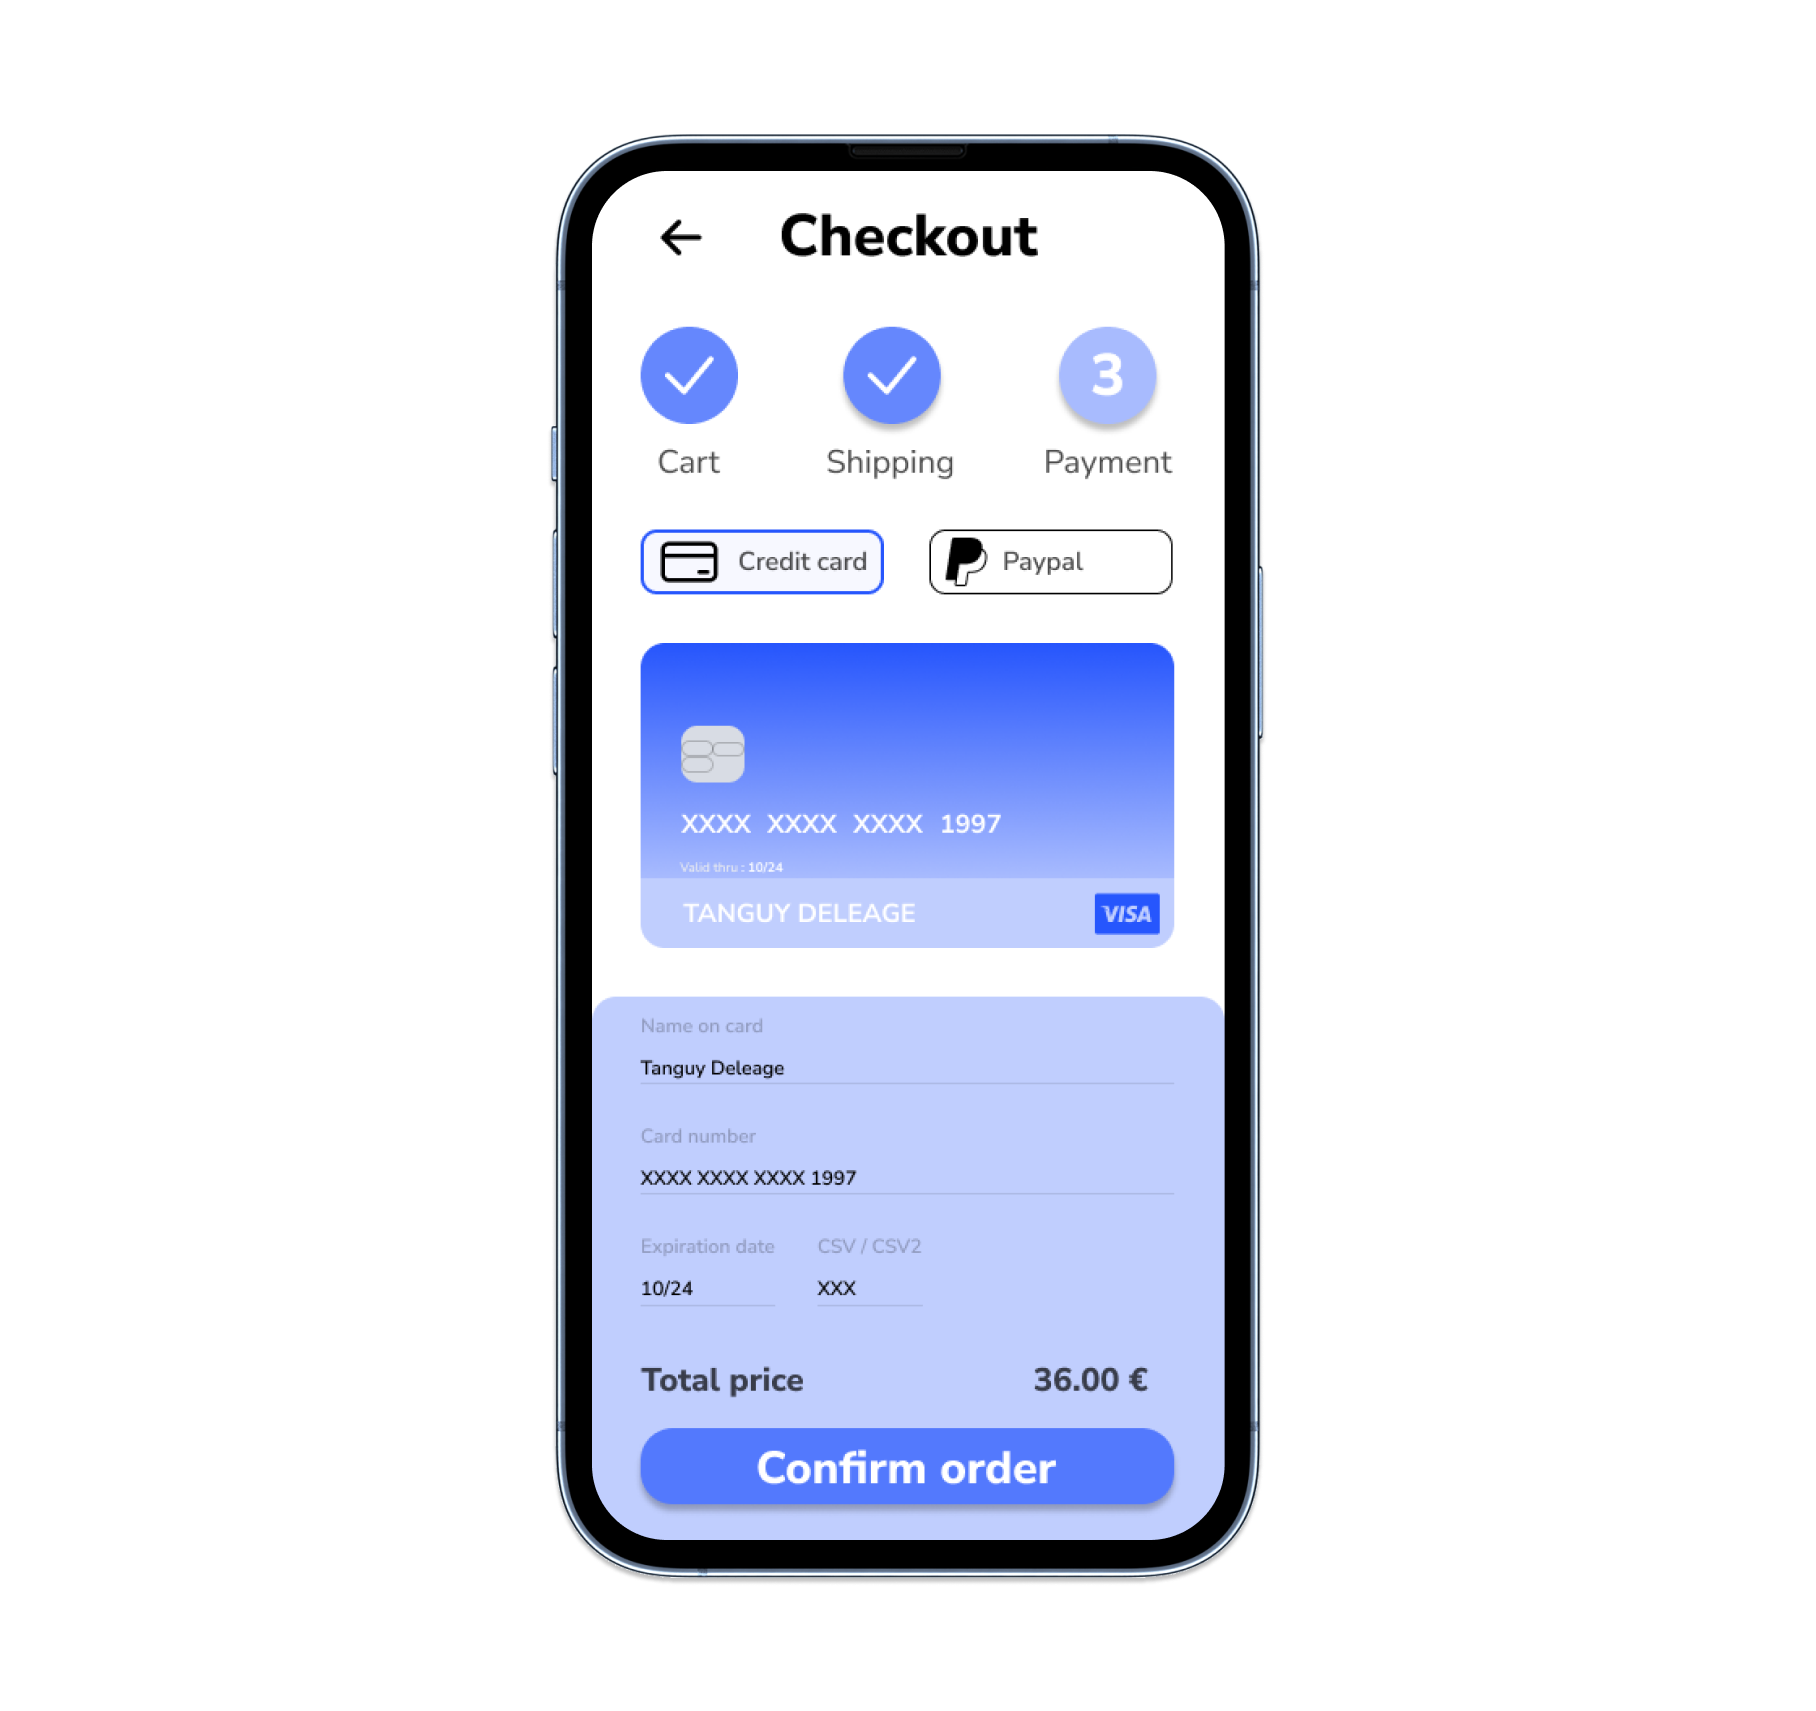 Checkout
3
Cart Shipping Payment
Credit card Paypal
XXXX XXXX XXXX 1997
Valid thru : 10/24
TANGUY DELEAGE VISA
Name on card
Tanguy Deleage
Card number
XXXX XXXX XXXX 1997
Expiration date CSV / CSV2
10/24 XXX
Total price 36.00 €
Confirm order